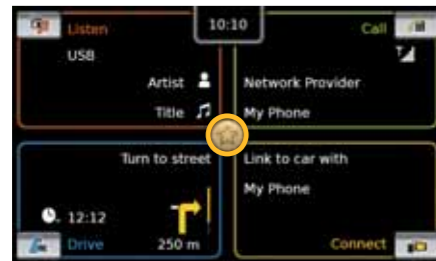 Listen
10:10
Call
USB
Artist
Network Provider
Title
My Phone
Turn to street
Link to car with
My Phone
12:12
Drive
250 m
Connect